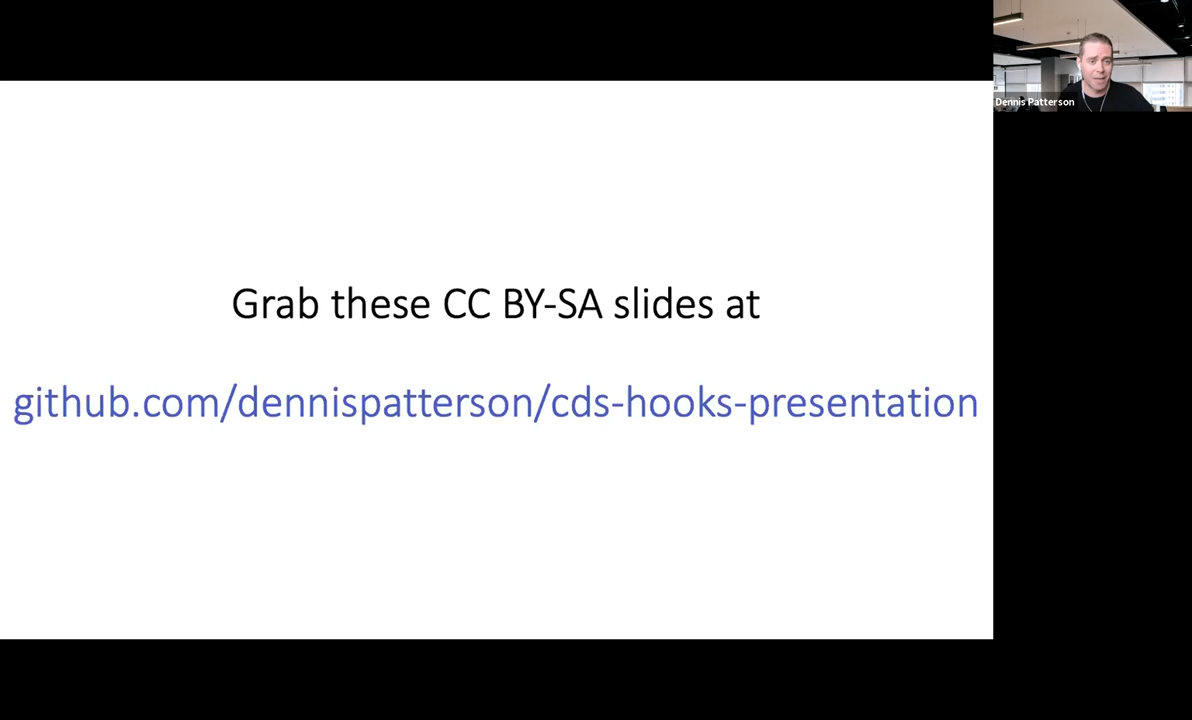 Dennis Patterson
Grab these CC BY-SA slides at
github.com/dennispatterson/cds-hooks-presentation